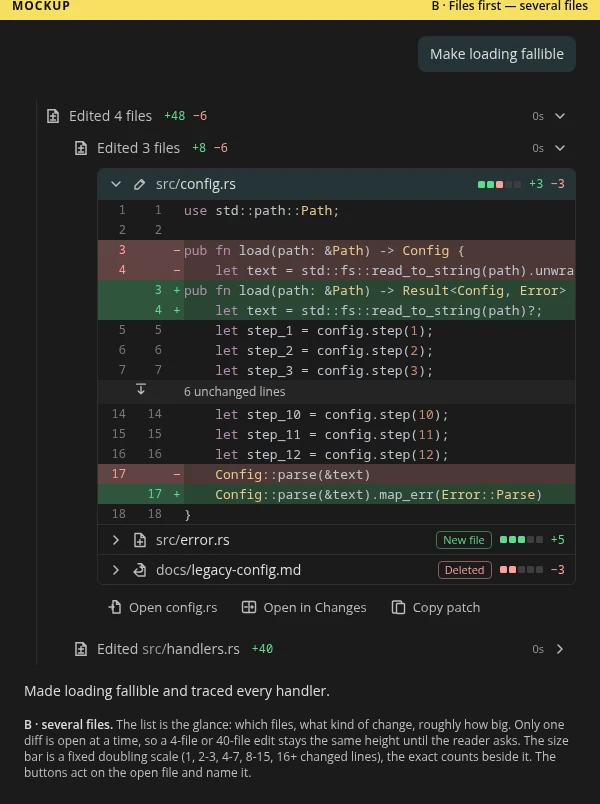 MOCKUP B · Files first — several files
Make loading fallible
Edited 4 files +48 −6 0s
Edited 3 files +8 −6 0s
src/config.rs +3 −3
1 1 use std::path::Path;
2 2
3 − pub fn load(path: &Path) -> Config {
4 − let text = std::fs::read_to_string(path).unwra
3 + pub fn load(path: &Path) -> Result<Config, Error>
4 + let text = std::fs::read_to_string(path)?;
5 5 let step_1 = config.step(1);
6 6 let step_2 = config.step(2);
7 7 let step_3 = config.step(3);
6 unchanged lines
14 14 let step_10 = config.step(10);
15 15 let step_11 = config.step(11);
16 16 let step_12 = config.step(12);
17 − Config::parse(&text)
17 + Config::parse(&text).map_err(Error::Parse)
18 18 }
src/error.rs New file +5
docs/legacy-config.md Deleted −3
Open config.rs Open in Changes Copy patch
Edited src/handlers.rs +40 0s
Made loading fallible and traced every handler.
B · several files. The list is the glance: which files, what kind of change, roughly how big. Only one
diff is open at a time, so a 4-file or 40-file edit stays the same height until the reader asks. The size
bar is a fixed doubling scale (1, 2-3, 4-7, 8-15, 16+ changed lines), the exact counts beside it. The
buttons act on the open file and name it.